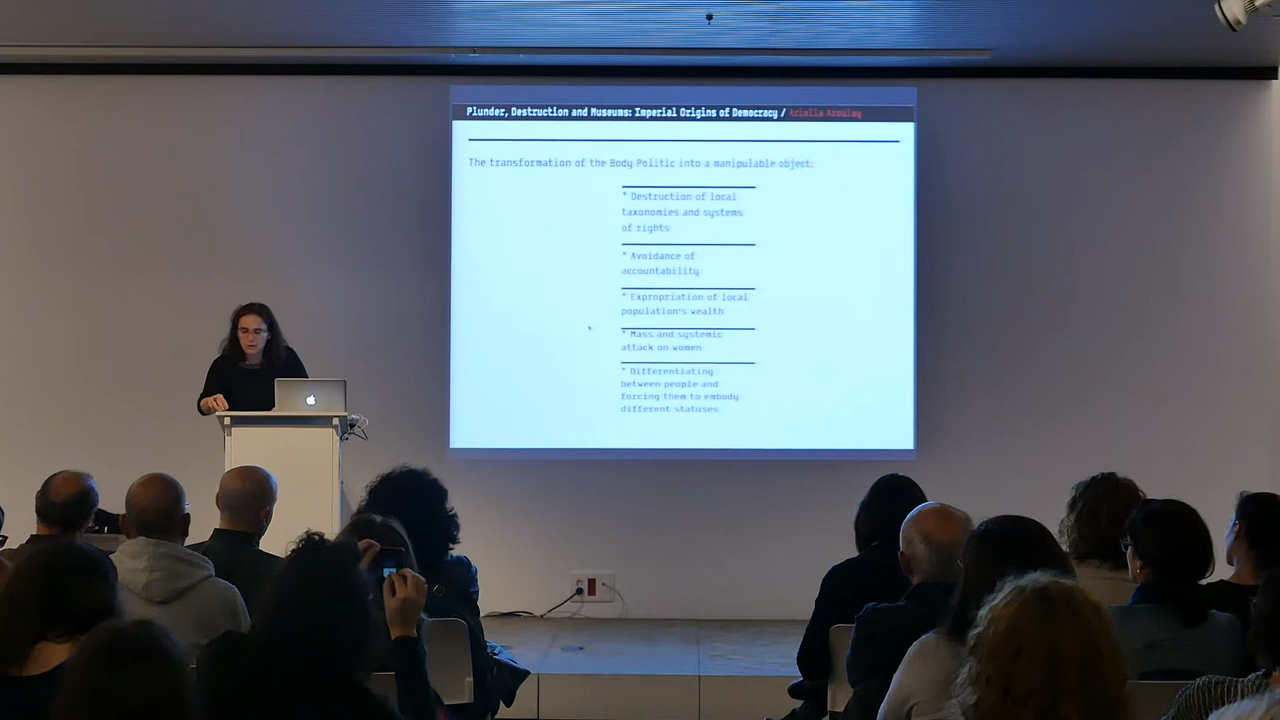 Plunder, Destruction and Museums: Imperial Origins of Democracy / Ariella Azoulay
The transformation of the Body Politic into a manipulable object:
* Destruction of local
taxonomies and systems
of rights
* Avoidance of
accountability
* Expropriation of local
population's wealth
* Mass and systemic
attack on women
* Differentiating
between people and
forcing them to embody
different statuses